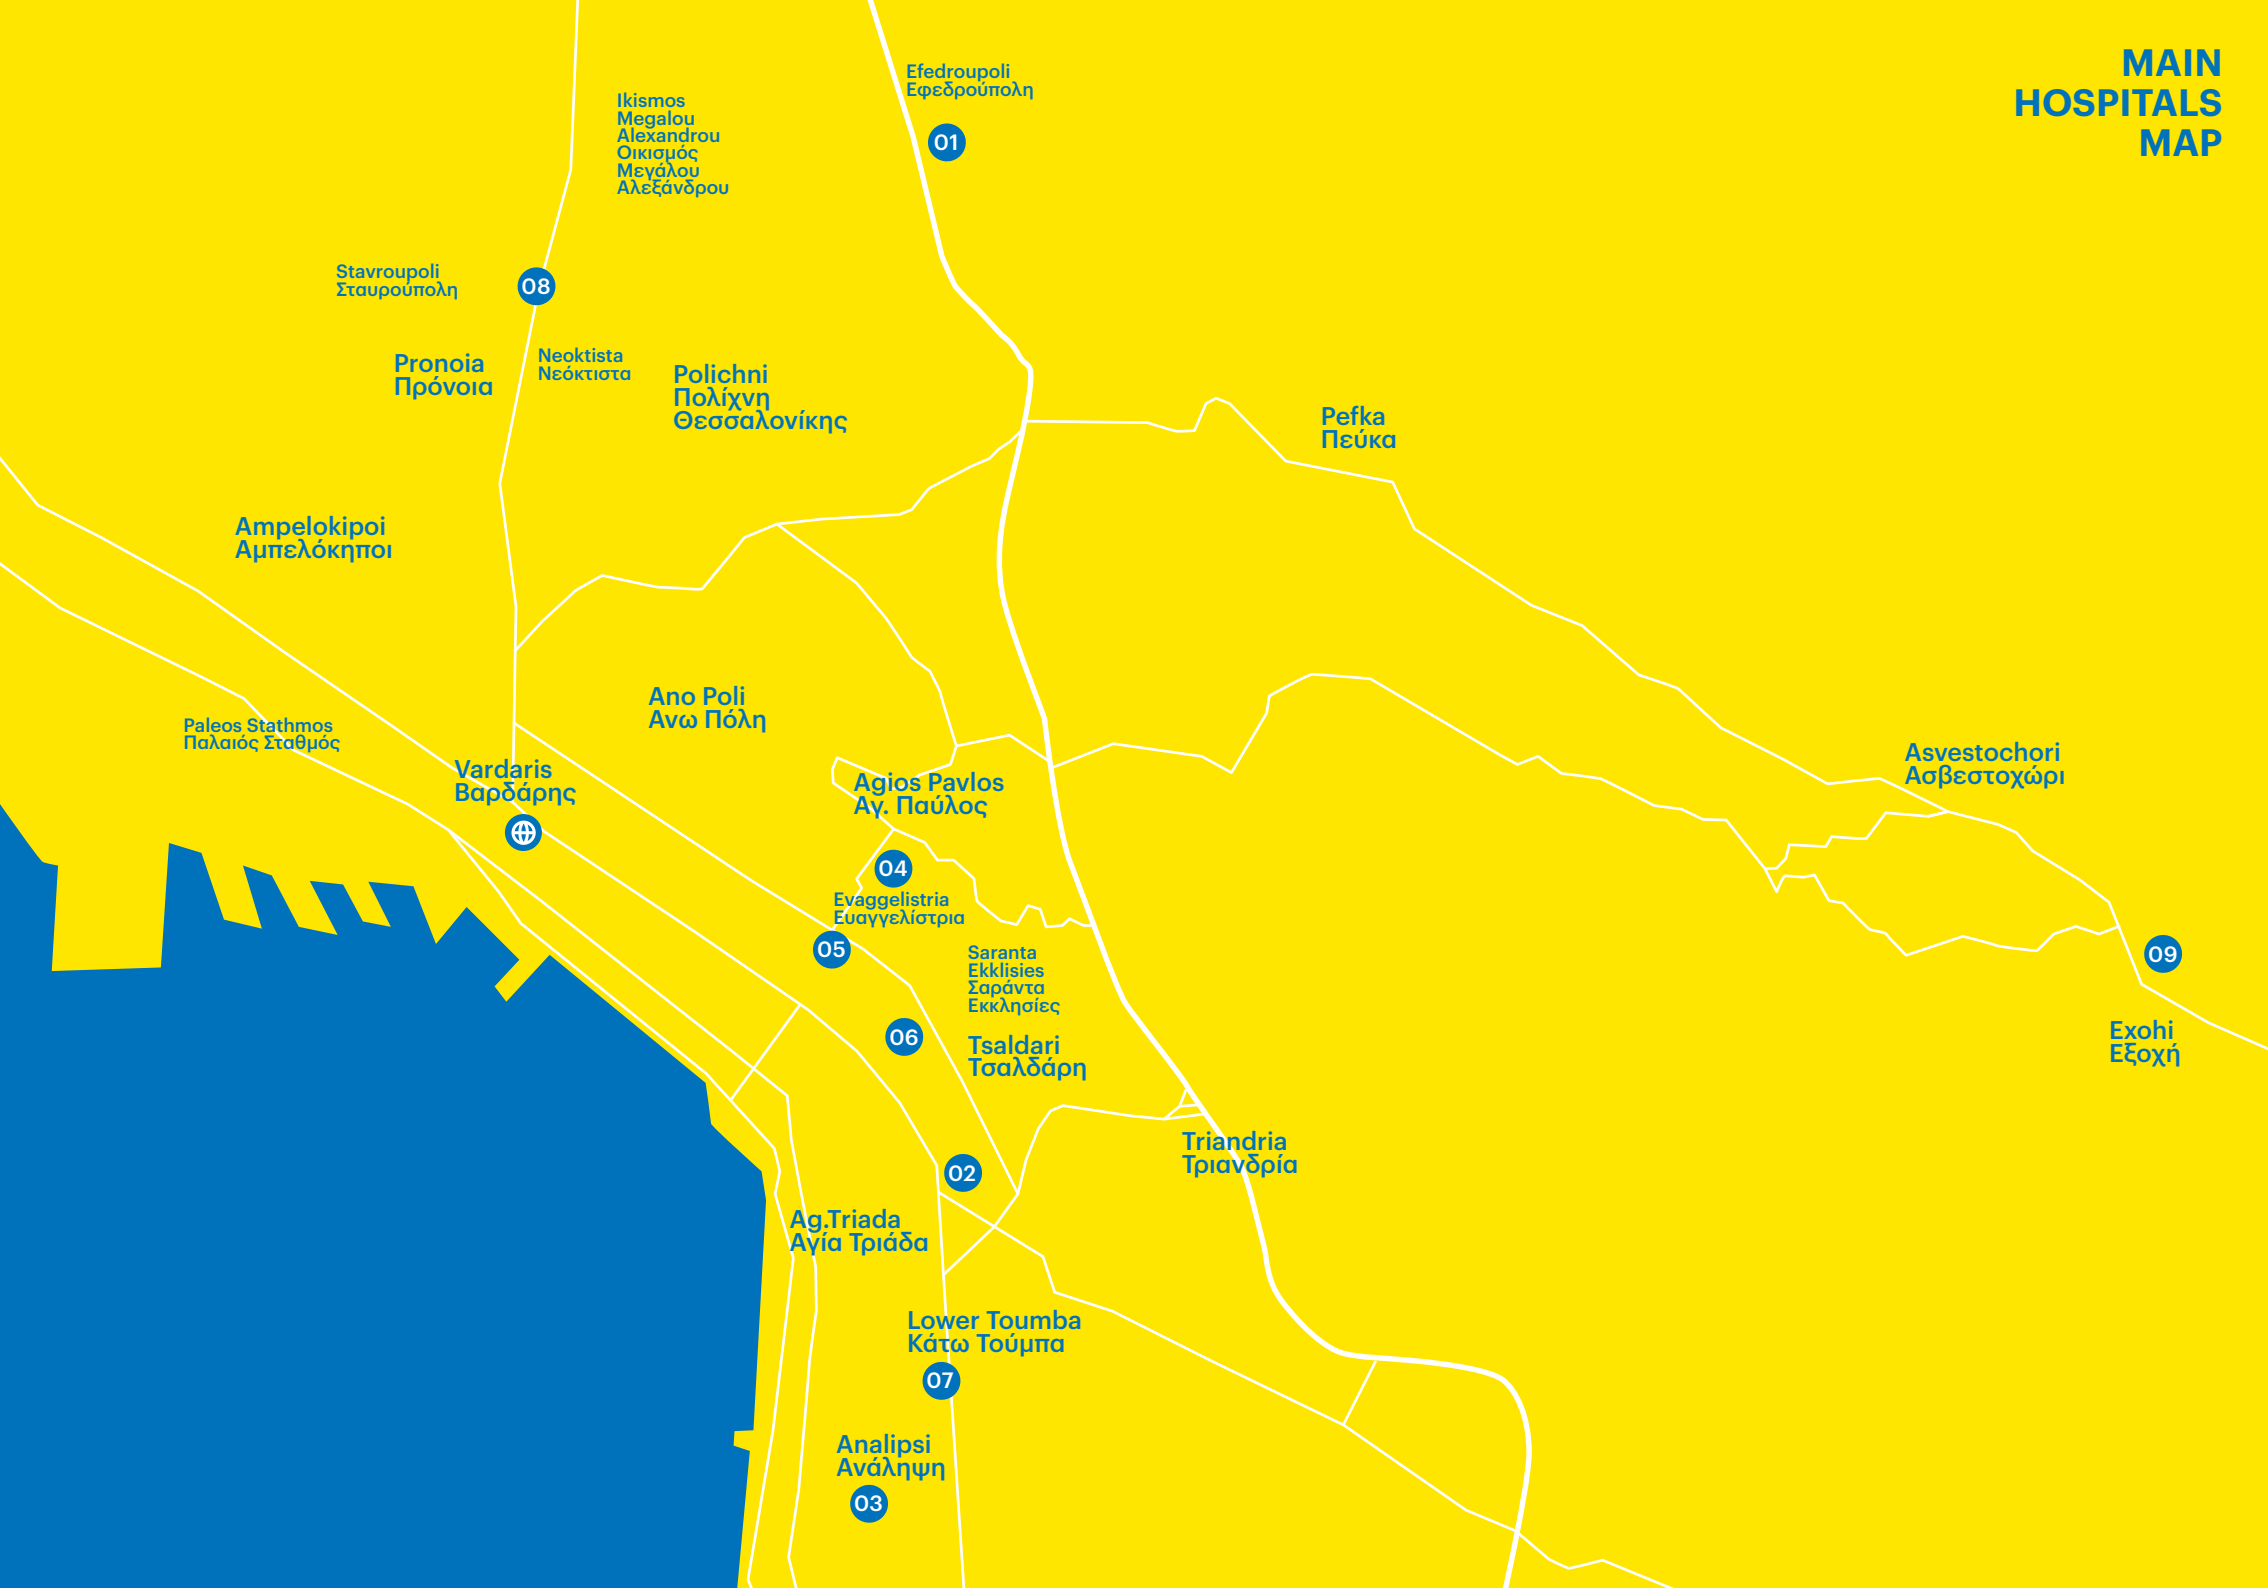 MAIN
HOSPITALS
MAP
Efedroupoli
Εφεδρούπολη
01
Ikismos
Megalou
Alexandrou
Οικισμός
Μεγάλου
Αλεξάνδρου
Stavroupoli
Σταυρούπολη
08
Pronoia
Πρόνοια
Neoktista
Νεόκτιστα
Polichni
Πολίχνη
Θεσσαλονίκης
Pefka
Πεύκα
Ampelokipoi
Αμπελόκηποι
Ano Poli
Ανω Πόλη
Paleos Stathmos
Παλαιός Σταθμός
Vardaris
Βαρδάρης
Agios Pavlos
Αγ. Παύλος
Asvestochori
Ασβεστοχώρι
04
Evaggelistria
Ευαγγελίστρια
05
Saranta
Ekklisies
Σαράντα
Εκκλησίες
09
06
Tsaldari
Τσαλδάρη
Exohi
Εξοχή
Triandria
Τριανδρία
02
Ag.Triada
Αγία Τριάδα
Lower Toumba
Κάτω Τούμπα
07
Analipsi
Ανάληψη
03